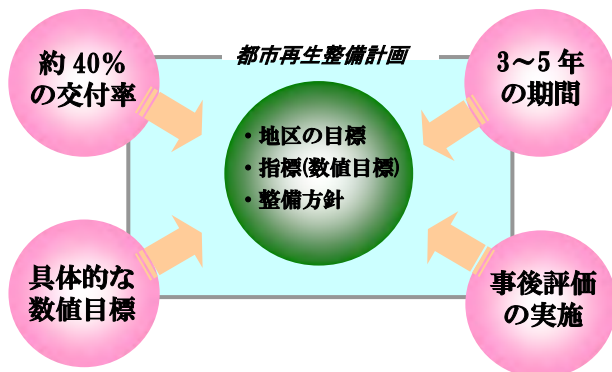 都市再生整備計画
約40%
の交付率
3～5年
の期間
・地区の目標
・指標(数値目標)
・整備方針
具体的な
数値目標
事後評価
の実施